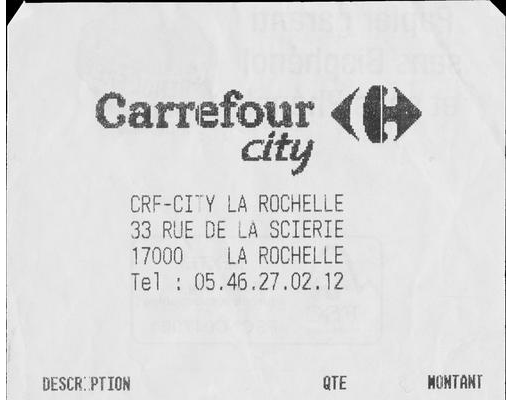 Carrefour
city
CRF-CITY LA ROCHELLE
33 RUE DE LA SCIERIE
17000 LA ROCHELLE
Tel : 05.46.27.02.12
DESCRIPTION QTE MONTANT